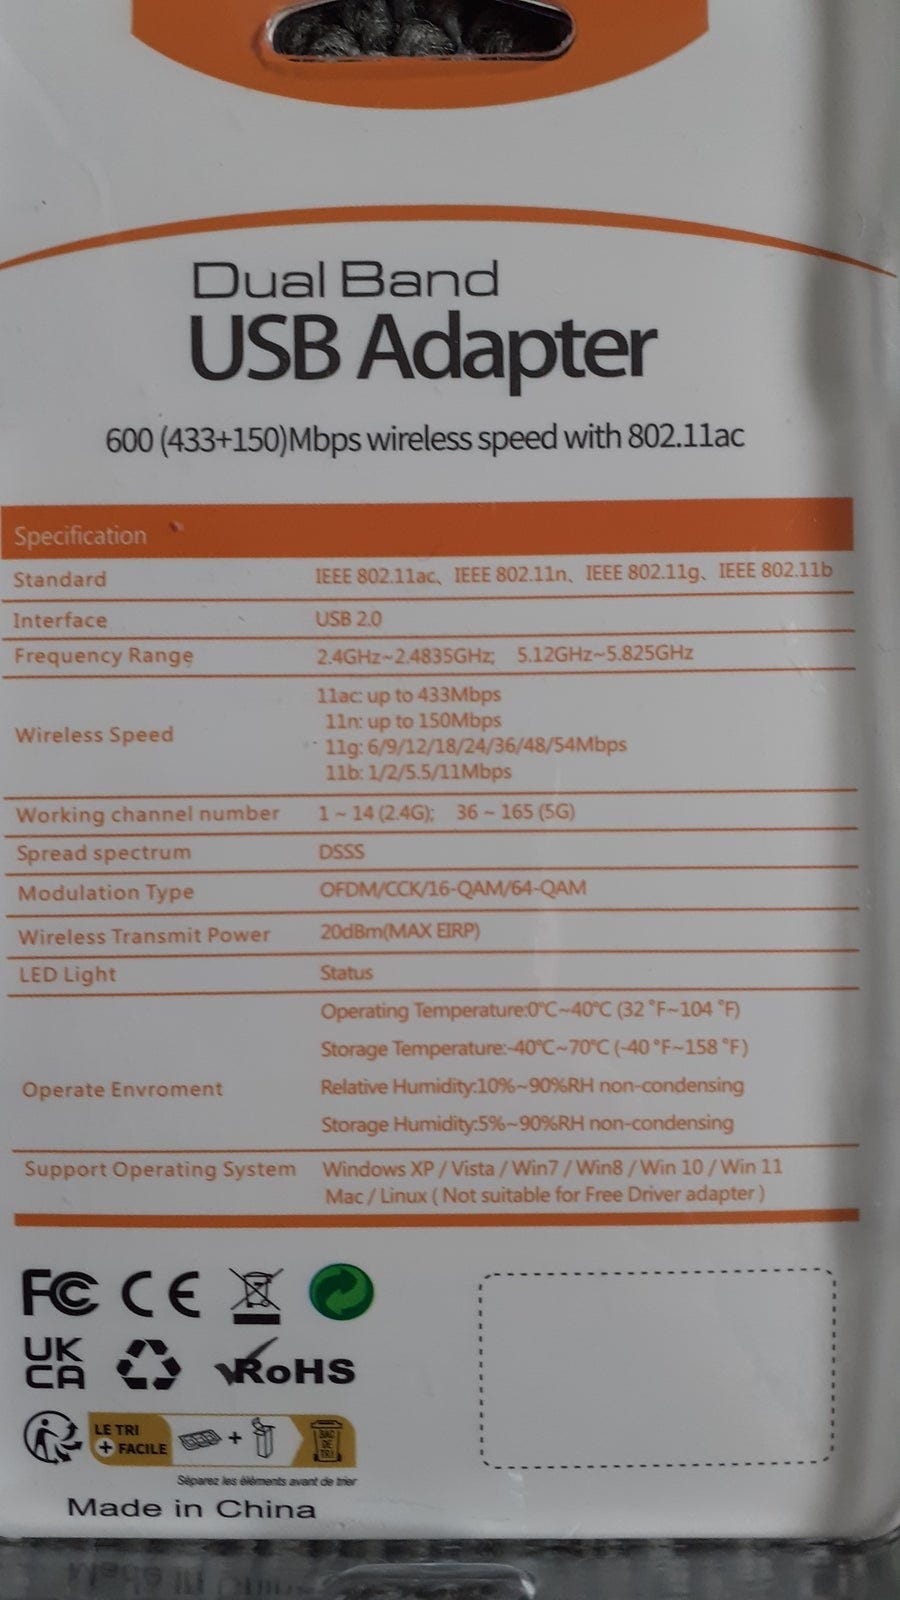 Dual Band
USB Adapter
600 (433+150)Mbps wireless speed with 802.11ac
Specification
Standard IEEE 802.11ac、IEEE 802.11n、IEEE 802.11g、IEEE 802.11b
Interface USB 2.0
Frequency Range 2.4GHz~2.4835GHz; 5.12GHz~5.825GHz
Wireless Speed 11ac: up to 433Mbps
11n: up to 150Mbps
11g: 6/9/12/18/24/36/48/54Mbps
11b: 1/2/5.5/11Mbps
Working channel number 1 ~ 14 (2.4G); 36 ~ 165 (5G)
Spread spectrum DSSS
Modulation Type OFDM/CCK/16-QAM/64-QAM
Wireless Transmit Power 20dBm(MAX EIRP)
LED Light Status
Operate Envroment Operating Temperature:0℃~40℃ (32 °F~104 °F)
Storage Temperature:-40℃~70℃ (-40 °F~158 °F)
Relative Humidity:10%~90%RH non-condensing
Storage Humidity:5%~90%RH non-condensing
Support Operating System Windows XP / Vista / Win7 / Win8 / Win 10 / Win 11
Mac / Linux ( Not suitable for Free Driver adapter )
FC CE
UK
CA RoHS
LE TRI
+ FACILE
+
BAC
DE
TRI
Séparez les éléments avant de trier
Made in China